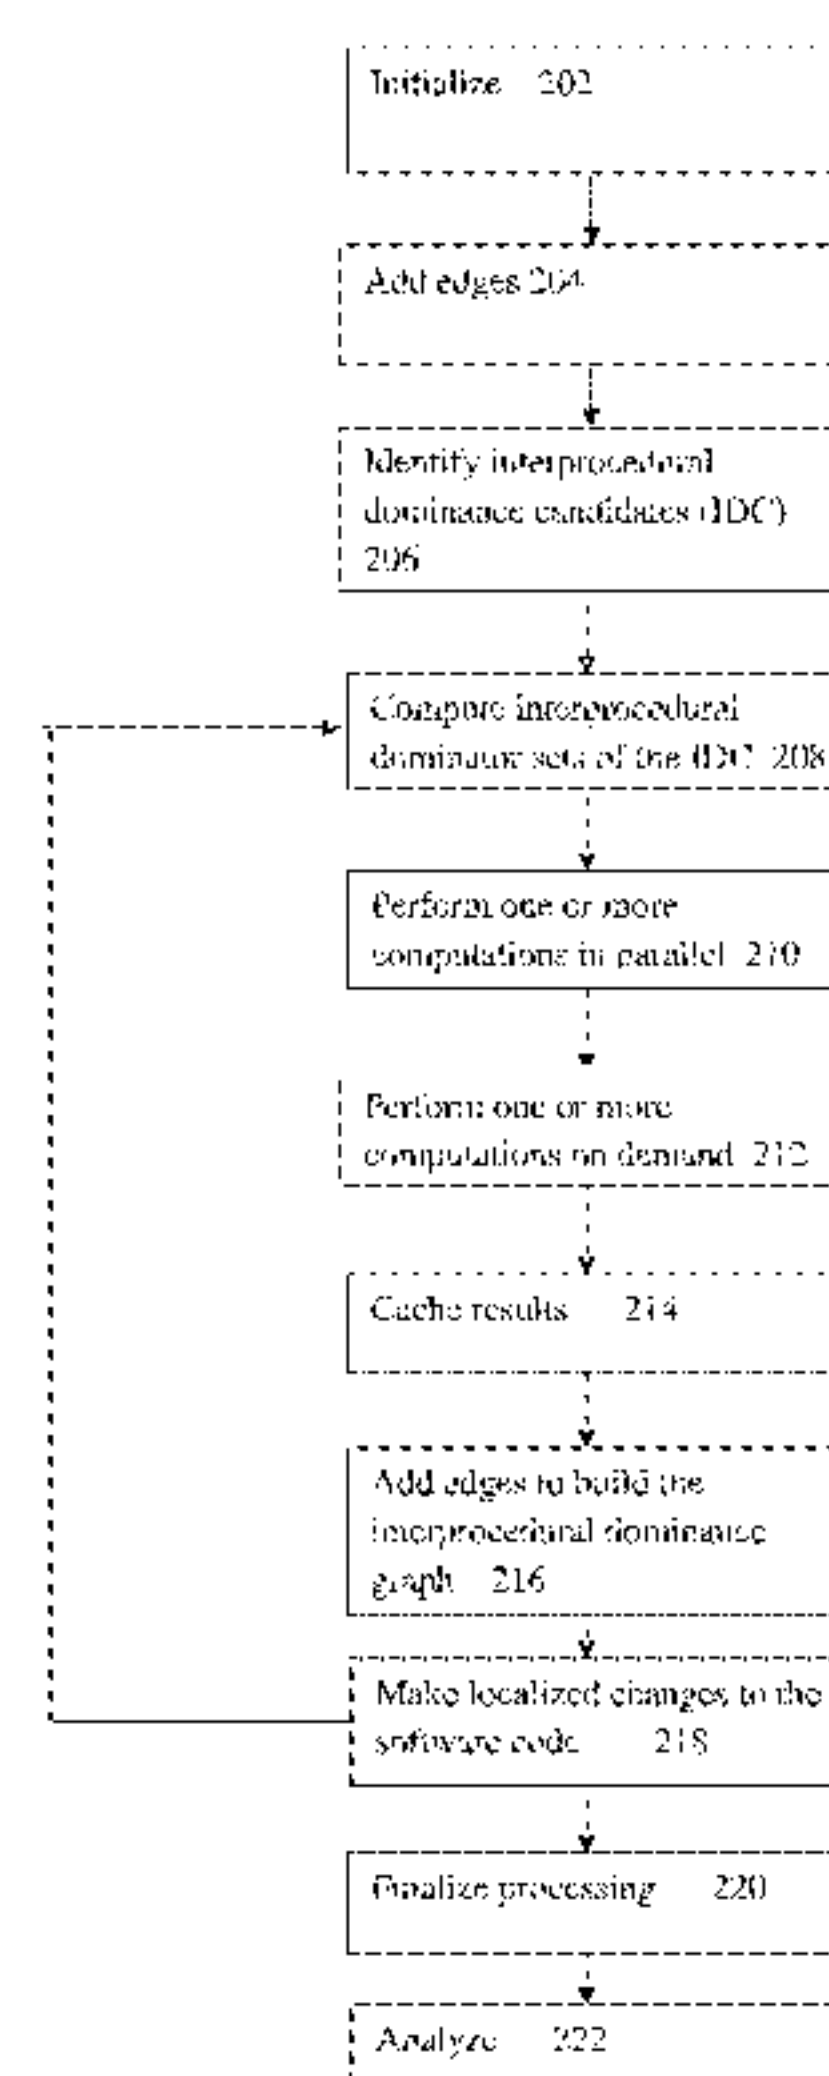 Initialize 202
Add edges 204
Identify interprocedural
dominance candidates (IDC)
206
Compute interprocedural
dominator sets of the IDC 208
Perform one or more
computations in parallel 210
Perform one or more
computations on demand 212
Cache results 214
Add edges to build the
interprocedural dominance
graph 216
Make localized changes to the
software code 218
Finalize processing 220
Analyze 222